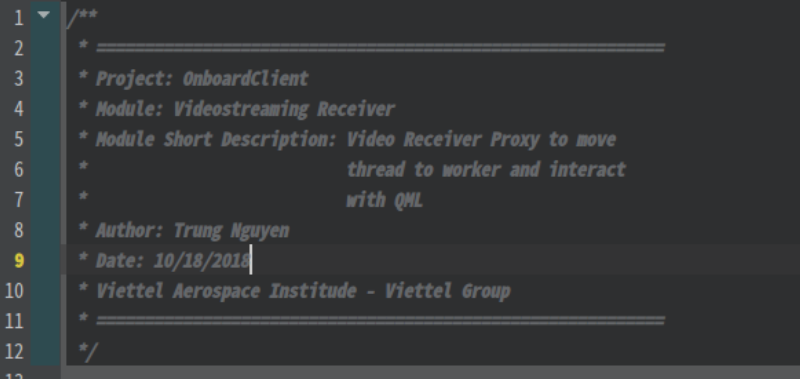 1 /**
2 * ===========================================================
3 * Project: OnboardClient
4 * Module: Videostreaming Receiver
5 * Module Short Description: Video Receiver Proxy to move
6 * thread to worker and interact
7 * with QML
8 * Author: Trung Nguyen
9 * Date: 10/18/2018
10 * Viettel Aerospace Institude - Viettel Group
11 * ===========================================================
12 */